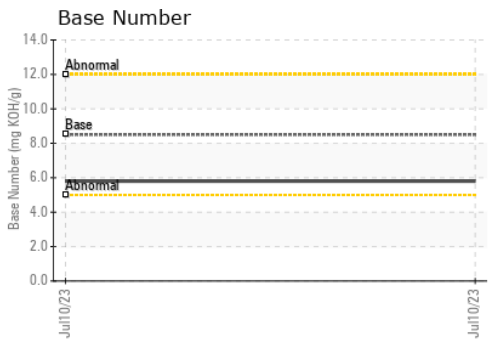 Base Number
14.0
Abnormal
12.0
10.0
Base
8.0
6.0
Abnormal
4.0
2.0
0.0
Base Number (mg KOH/g)
Jul10/23
Jul10/23